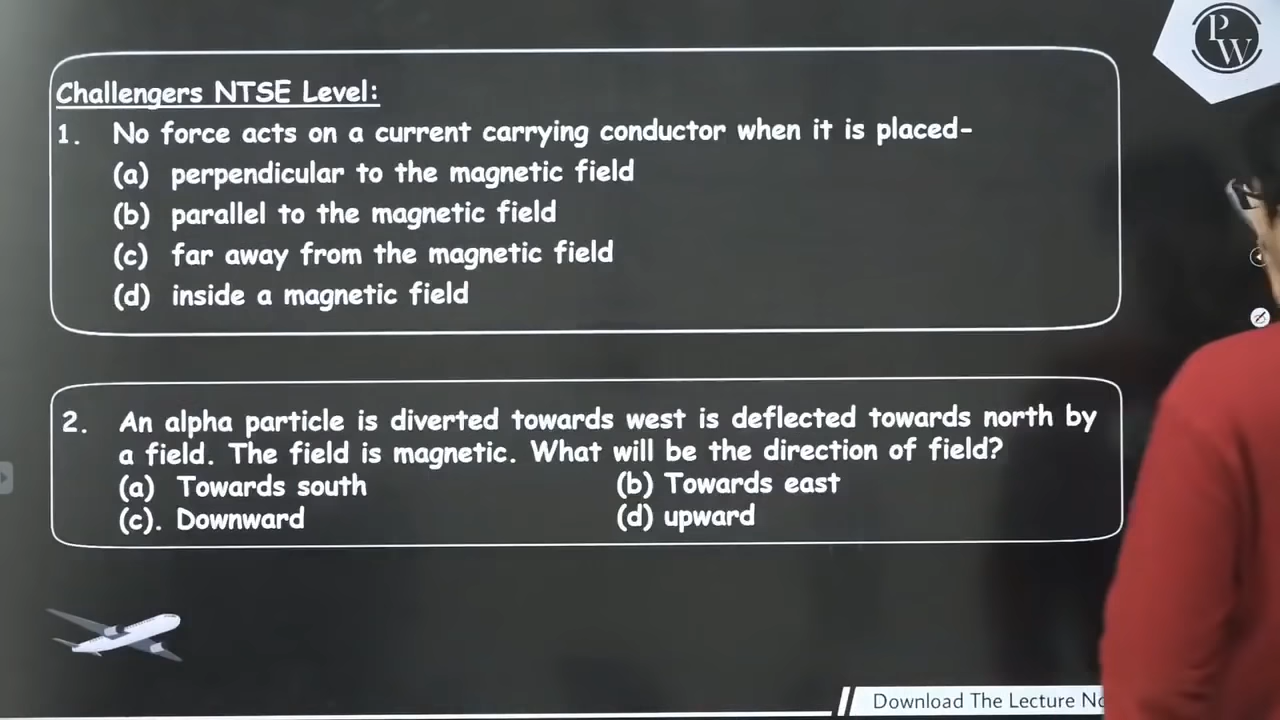 PW
Challengers NTSE Level:
1. No force acts on a current carrying conductor when it is placed-
(a) perpendicular to the magnetic field
(b) parallel to the magnetic field
(c) far away from the magnetic field
(d) inside a magnetic field
2. An alpha particle is diverted towards west is deflected towards north by
a field. The field is magnetic. What will be the direction of field?
(a) Towards south (b) Towards east
(c). Downward (d) upward
Download The Lecture